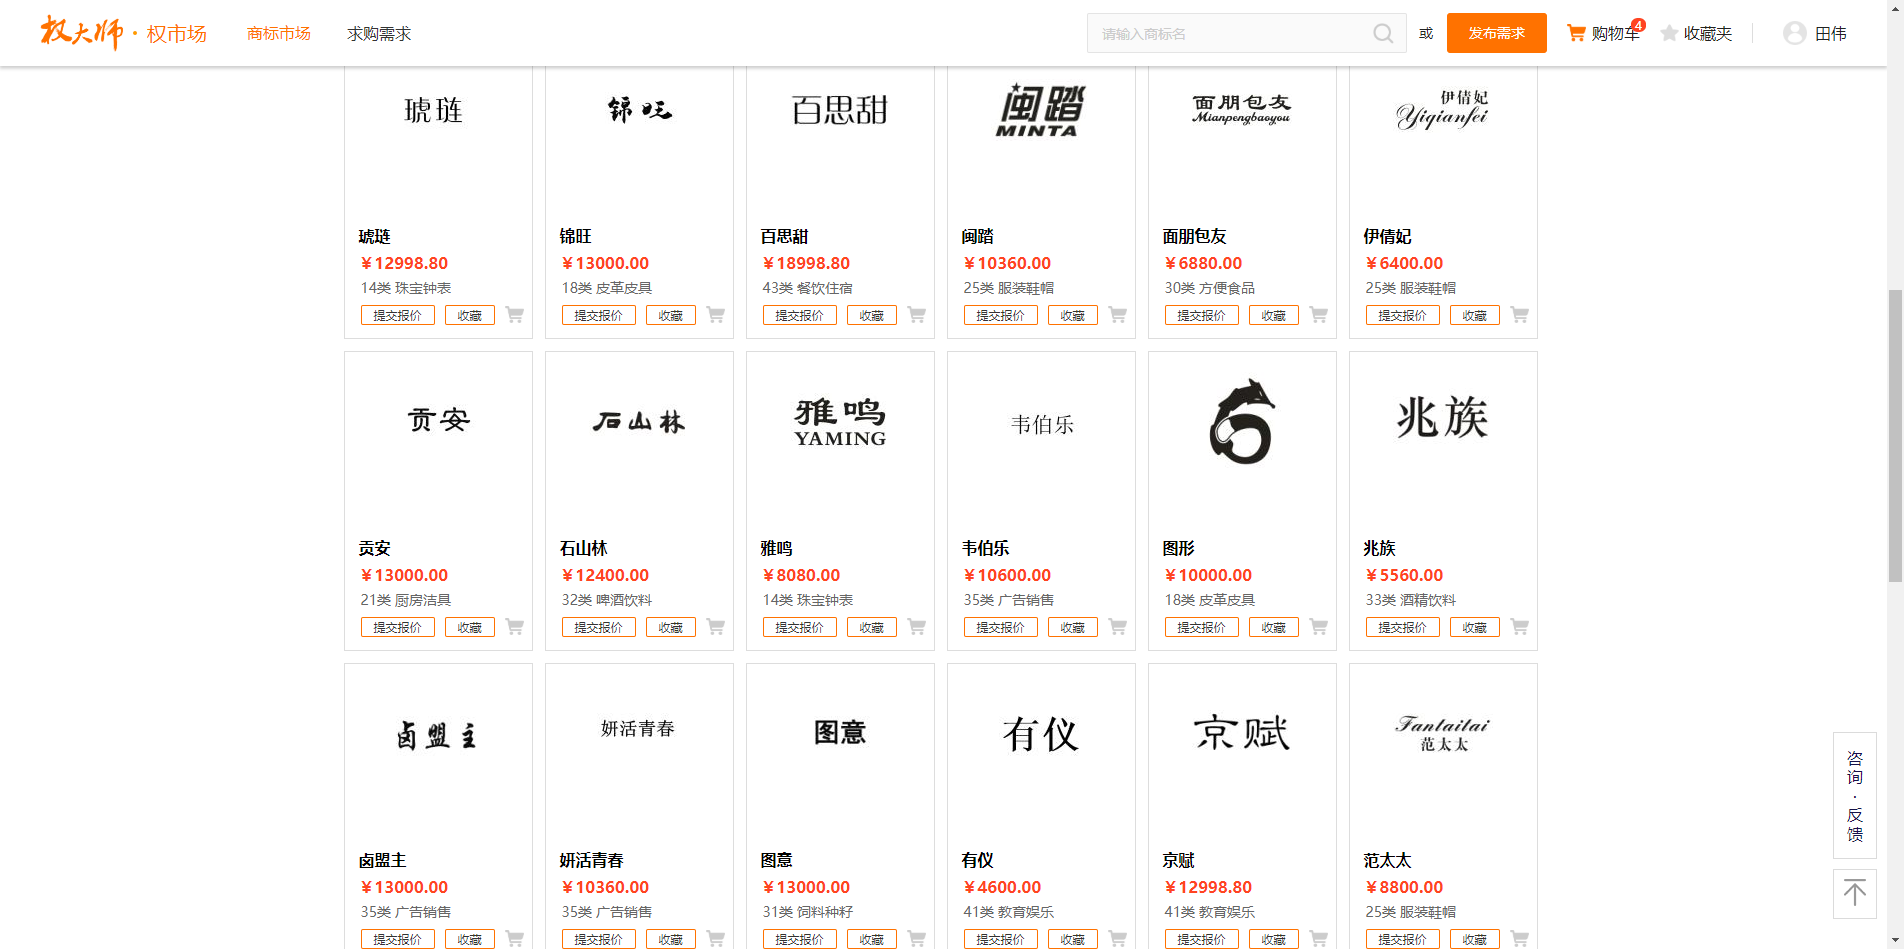 权大师·权市场 商标市场 求购需求 请输入商标名 或 发布需求 购物车 4 收藏夹 田伟
琥琏 锦旺 百思甜 闽踏 MINTA 面朋包友 Mianpengbaoyou 伊倩妃 Yiqianfei
琥琏 锦旺 百思甜 闽踏 面朋包友 伊倩妃
￥12998.80 ￥13000.00 ￥18998.80 ￥10360.00 ￥6880.00 ￥6400.00
14类 珠宝钟表 18类 皮革皮具 43类 餐饮住宿 25类 服装鞋帽 30类 方便食品 25类 服装鞋帽
提交报价 收藏 提交报价 收藏 提交报价 收藏 提交报价 收藏 提交报价 收藏 提交报价 收藏
贡安 石山林 雅鸣 YAMING 韦伯乐 兆族
贡安 石山林 雅鸣 韦伯乐 图形 兆族
￥13000.00 ￥12400.00 ￥8080.00 ￥10600.00 ￥10000.00 ￥5560.00
21类 厨房洁具 32类 啤酒饮料 14类 珠宝钟表 35类 广告销售 18类 皮革皮具 33类 酒精饮料
提交报价 收藏 提交报价 收藏 提交报价 收藏 提交报价 收藏 提交报价 收藏 提交报价 收藏
卤盟主 妍活青春 图意 有仪 京赋 Fantaitai 范太太
卤盟主 妍活青春 图意 有仪 京赋 范太太
￥13000.00 ￥10360.00 ￥13000.00 ￥4600.00 ￥12998.80 ￥8800.00
35类 广告销售 35类 广告销售 31类 饲料种籽 41类 教育娱乐 41类 教育娱乐 25类 服装鞋帽
提交报价 收藏 提交报价 收藏 提交报价 收藏 提交报价 收藏 提交报价 收藏 提交报价 收藏
咨询·反馈